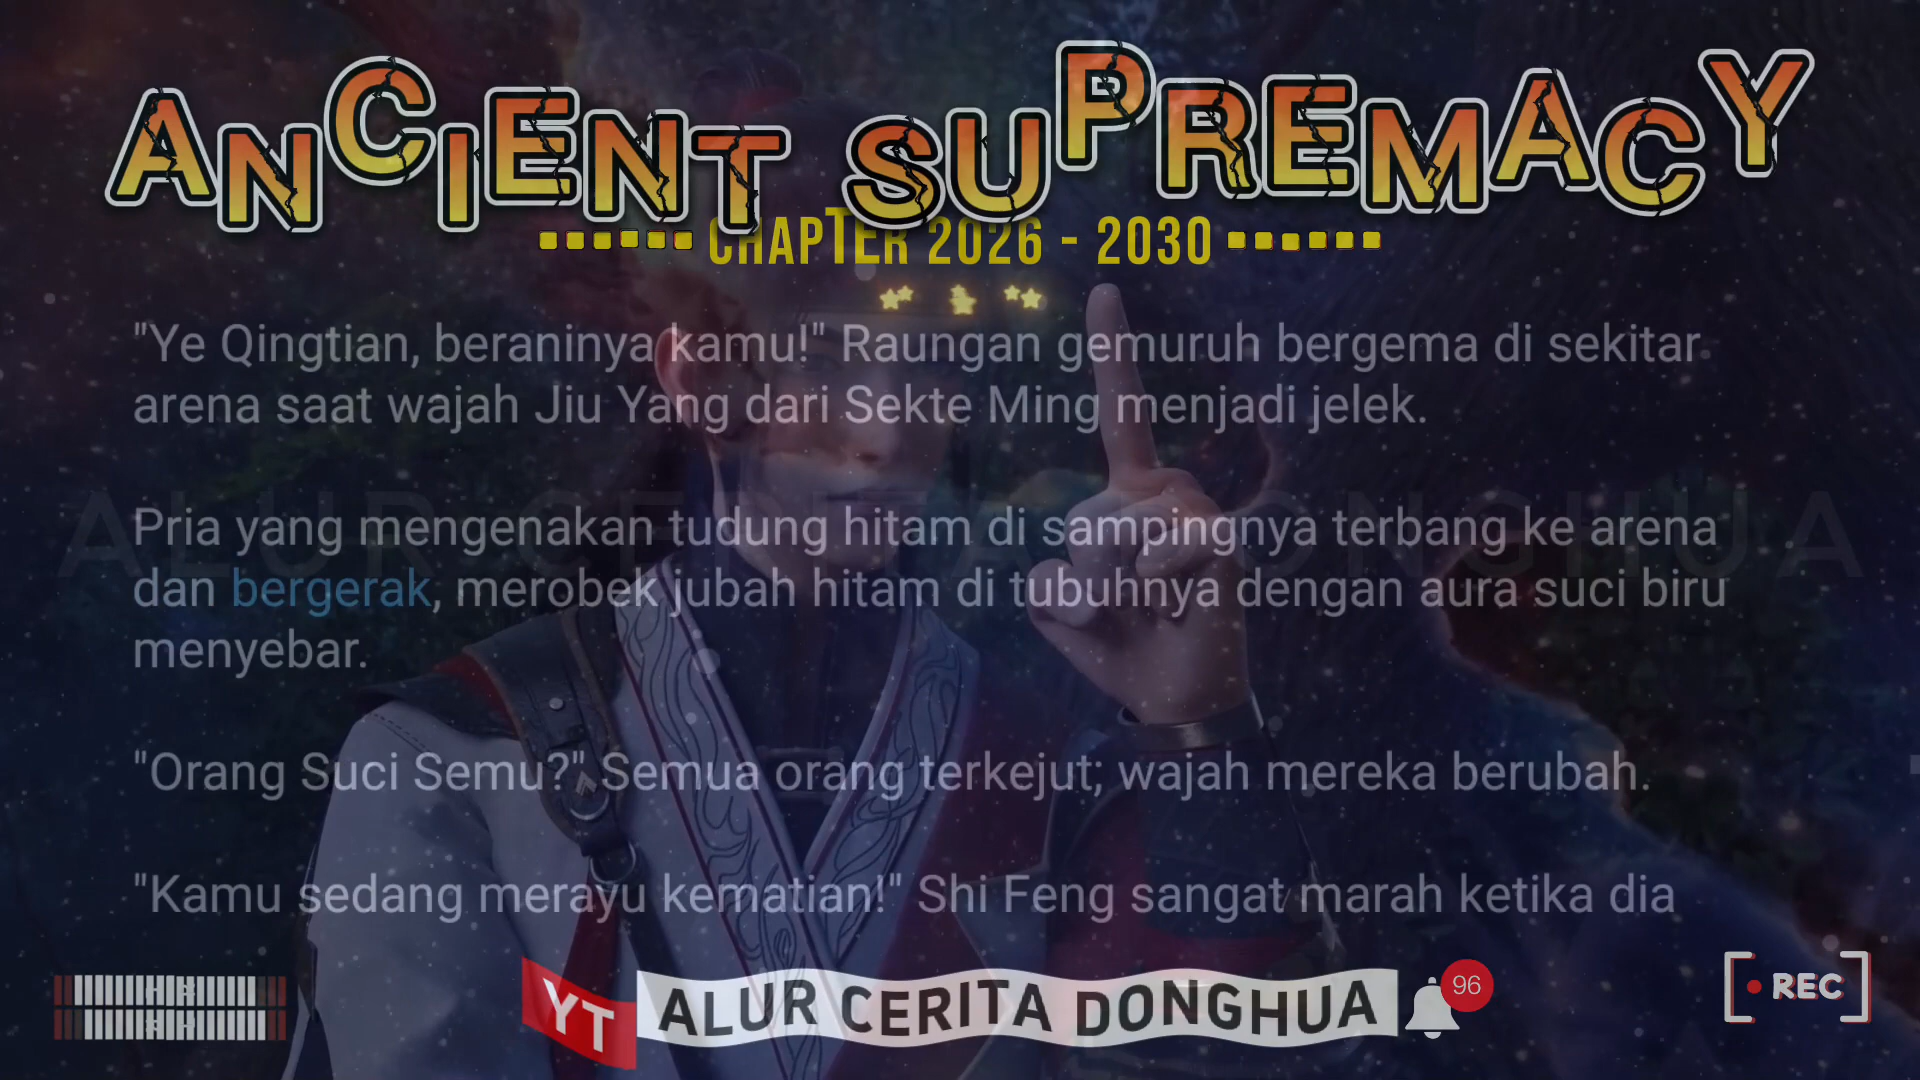 ANCIENT SUPREMACY
CHAPTER 2026 - 2030
"Ye Qingtian, beraninya kamu!" Raungan gemuruh bergema di sekitar
arena saat wajah Jiu Yang dari Sekte Ming menjadi jelek.
ALUR CERITA DONGHUA
Pria yang mengenakan tudung hitam di sampingnya terbang ke arena
dan bergerak, merobek jubah hitam di tubuhnya dengan aura suci biru
menyebar.
"Orang Suci Semu?" Semua orang terkejut; wajah mereka berubah.
"Kamu sedang merayu kematian!" Shi Feng sangat marah ketika dia
YT ALUR CERITA DONGHUA 96
REC